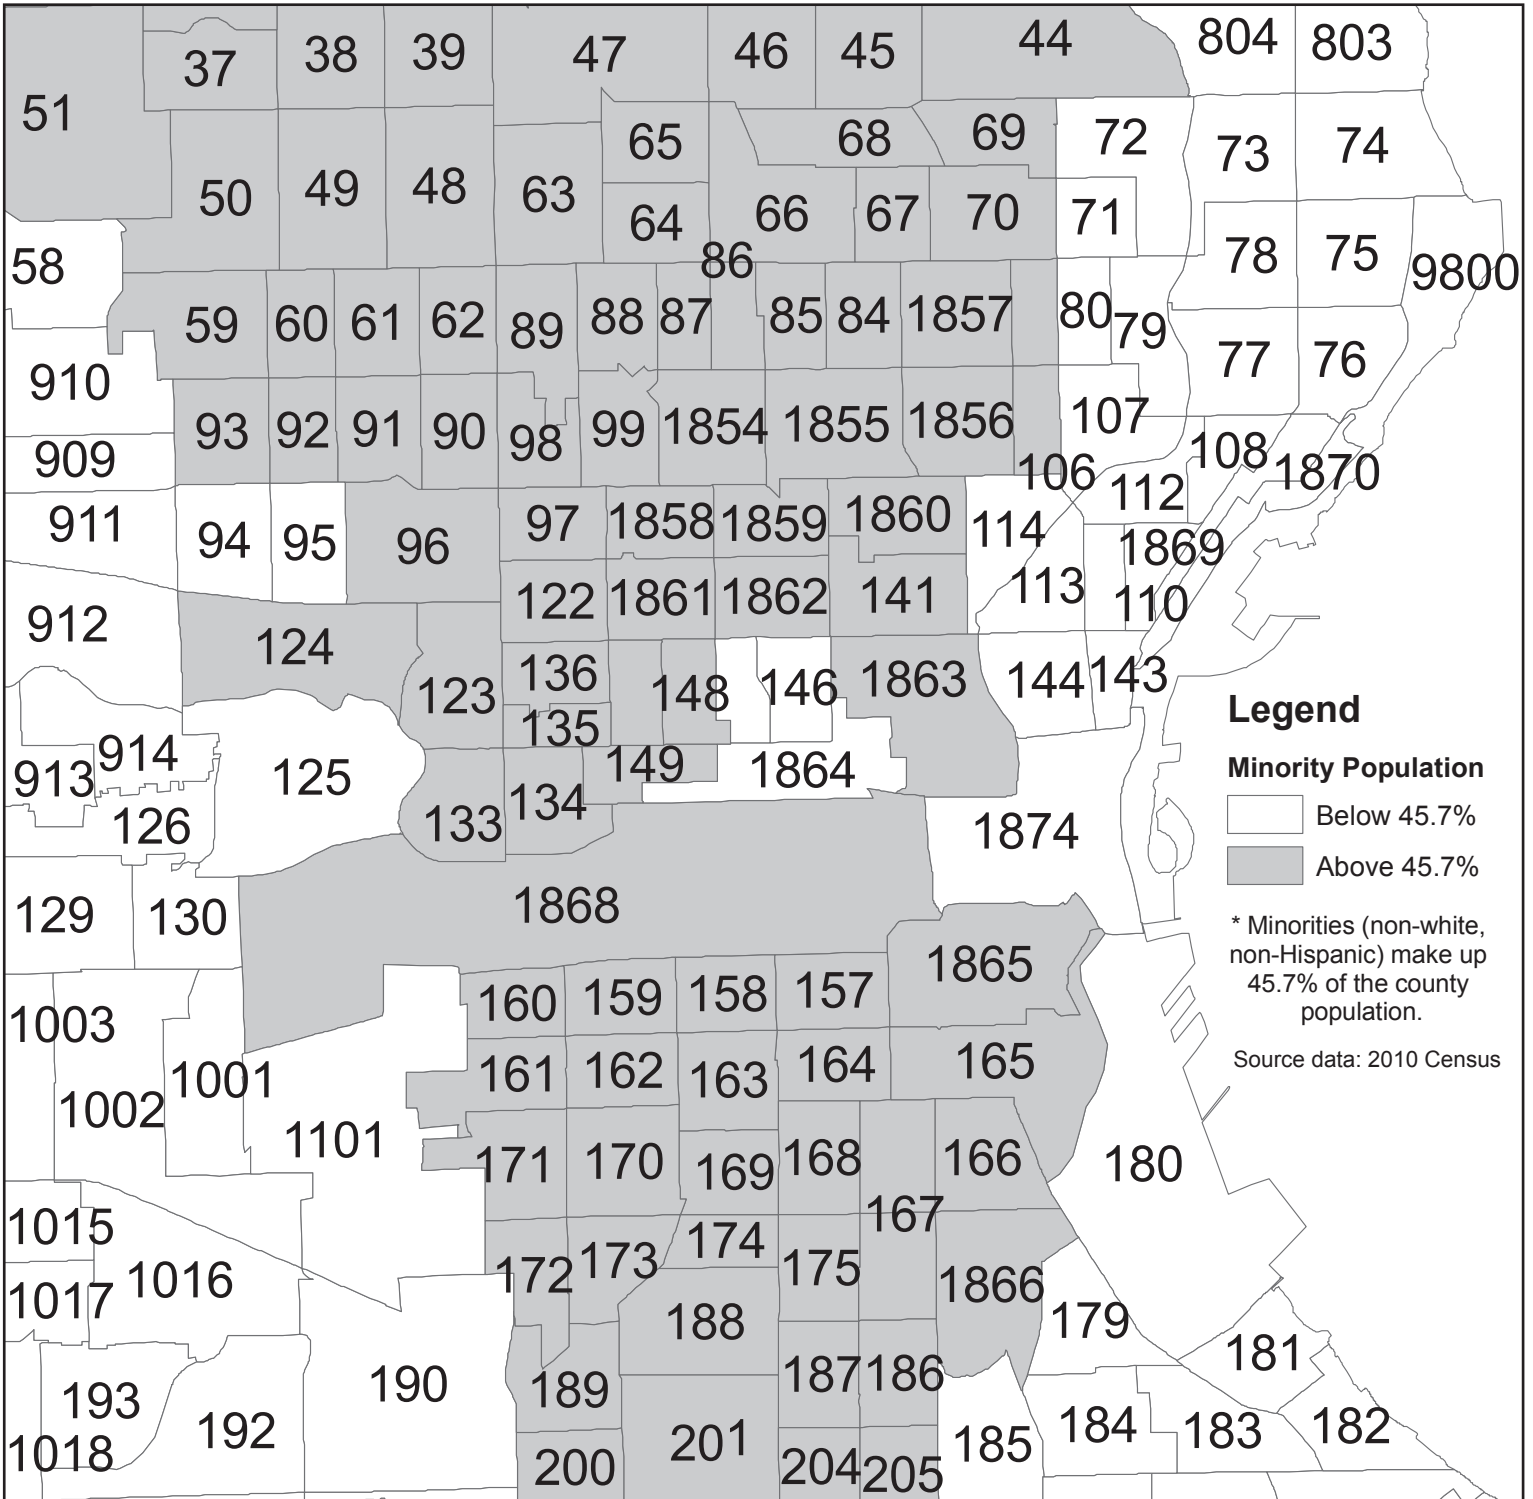 37 38 39 47 46 45 44 804 803
51
65 68 69 72 73 74
50 49 48 63 64 66 67 70 71
58 86 78 75 9800
59 60 61 62 89 88 87 85 84 1857 80 79
910 77 76
93 92 91 90 98 99 1854 1855 1856 107
909 106 108 1870
911 94 95 96 97 1858 1859 1860 114 112
1869
912 122 1861 1862 141 113 110
124 123 136 148 146 1863 144 143
135
914 913 125 149 1864
126 133 134 1874
Legend
Minority Population
Below 45.7%
Above 45.7%
* Minorities (non-white,
non-Hispanic) make up
45.7% of the county
population.
Source data: 2010 Census
129 130 1868
1865
1003 160 159 158 157
1002 1001 161 162 163 164 165
1101 171 170 169 168 166 180
1015 167
1016 172 173 174 175
1017 188 1866 179
181
193 190 189 187 186
192 201 185 184 183 182
1018 200 204 205